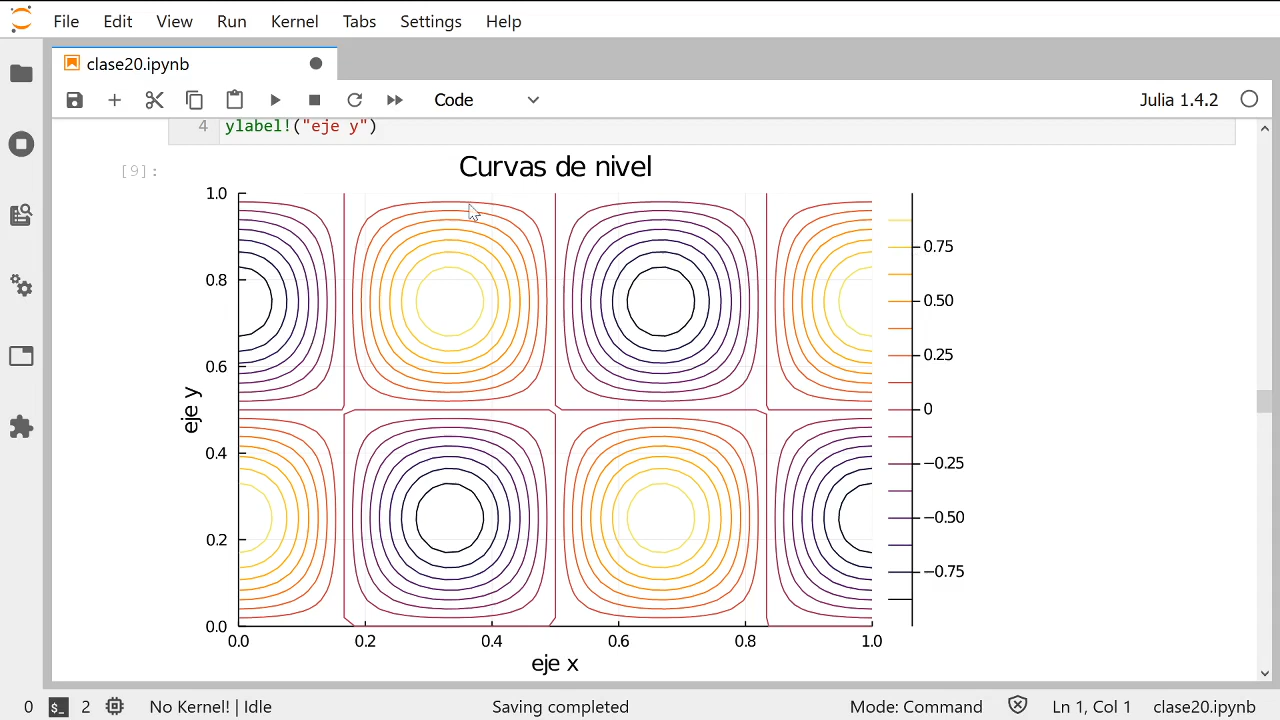 File Edit View Run Kernel Tabs Settings Help
clase20.ipynb
Code
Julia 1.4.2
4 ylabel!("eje y")
[9]:
Curvas de nivel
1.0
0.8
0.6
0.4
0.2
0.0
eje y
0.0 0.2 0.4 0.6 0.8 1.0
eje x
0.75
0.50
0.25
0
−0.25
−0.50
−0.75
0 $_ 2 No Kernel! | Idle Saving completed Mode: Command Ln 1, Col 1 clase20.ipynb